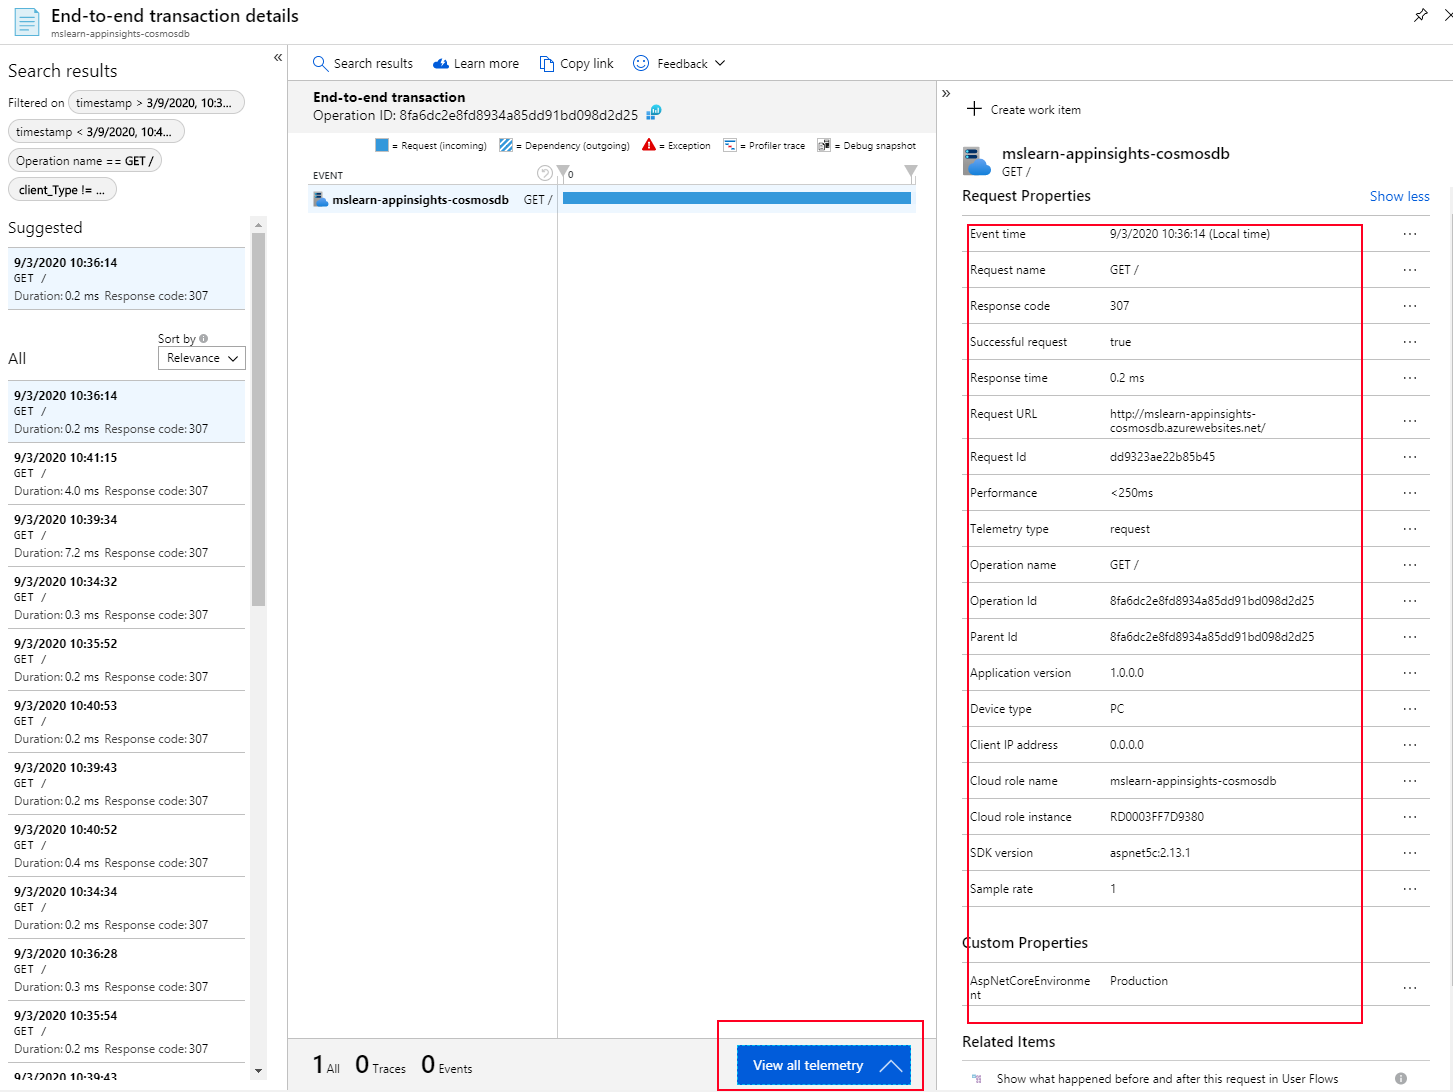 End-to-end transaction details
mslearn-appinsights-cosmosdb
Search results
Filtered on timestamp > 3/9/2020, 10:3...
timestamp < 3/9/2020, 10:4...
Operation name == GET /
client_Type != ...
Suggested
9/3/2020 10:36:14
GET /
Duration: 0.2 ms Response code: 307
Sort by
All
Relevance
9/3/2020 10:36:14
GET /
Duration: 0.2 ms Response code: 307
9/3/2020 10:41:15
GET /
Duration: 4.0 ms Response code: 307
9/3/2020 10:39:34
GET /
Duration: 7.2 ms Response code: 307
9/3/2020 10:34:32
GET /
Duration: 0.3 ms Response code: 307
9/3/2020 10:35:52
GET /
Duration: 0.2 ms Response code: 307
9/3/2020 10:40:53
GET /
Duration: 0.2 ms Response code: 307
9/3/2020 10:39:43
GET /
Duration: 0.2 ms Response code: 307
9/3/2020 10:40:52
GET /
Duration: 0.4 ms Response code: 307
9/3/2020 10:34:34
GET /
Duration: 0.2 ms Response code: 307
9/3/2020 10:36:28
GET /
Duration: 0.3 ms Response code: 307
9/3/2020 10:35:54
GET /
Duration: 0.2 ms Response code: 307
9/3/2020 10:39:43
Search results Learn more Copy link Feedback
End-to-end transaction
Operation ID: 8fa6dc2e8fd8934a85dd91bd098d2d25
= Request (incoming) = Dependency (outgoing) = Exception = Profiler trace = Debug snapshot
EVENT 0
mslearn-appinsights-cosmosdb GET /
1 All 0 Traces 0 Events
View all telemetry
Create work item
mslearn-appinsights-cosmosdb
GET /
Request Properties Show less
Event time 9/3/2020 10:36:14 (Local time)
Request name GET /
Response code 307
Successful request true
Response time 0.2 ms
Request URL http://mslearn-appinsights-
cosmosdb.azurewebsites.net/
Request Id dd9323ae22b85b45
Performance <250ms
Telemetry type request
Operation name GET /
Operation Id 8fa6dc2e8fd8934a85dd91bd098d2d25
Parent Id 8fa6dc2e8fd8934a85dd91bd098d2d25
Application version 1.0.0.0
Device type PC
Client IP address 0.0.0.0
Cloud role name mslearn-appinsights-cosmosdb
Cloud role instance RD0003FF7D9380
SDK version aspnet5c:2.13.1
Sample rate 1
Custom Properties
AspNetCoreEnvironme Production
nt
Related Items
Show what happened before and after this request in User Flows